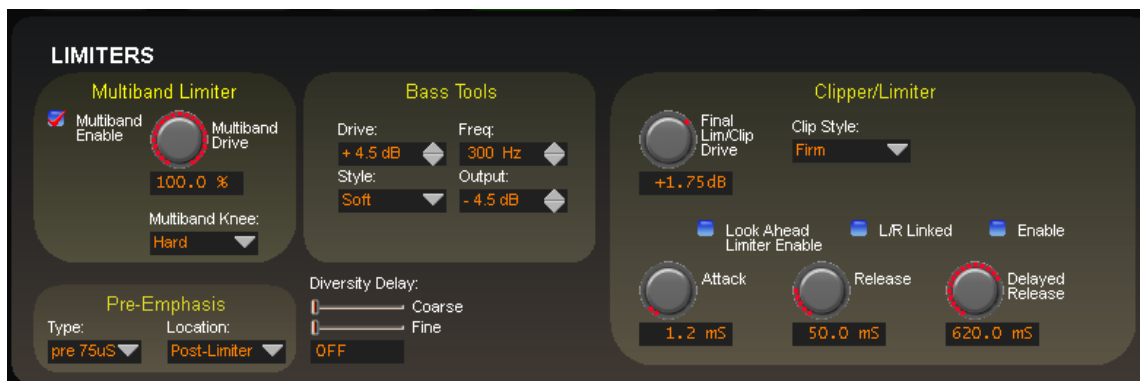 LIMITERS
Multiband Limiter
Multiband
Enable
Multiband
Drive
100.0 %
Multiband Knee:
Hard
Pre-Emphasis
Type:
Location:
pre 75uS
Post-Limiter
Bass Tools
Drive:
Freq:
+ 4.5 dB
300 Hz
Style:
Output:
Soft
- 4.5 dB
Diversity Delay:
Coarse
Fine
OFF
Clipper/Limiter
Final
Lim/Clip
Drive
+1.75dB
Clip Style:
Firm
Look Ahead
Limiter Enable
L/R Linked
Enable
Attack
1.2 mS
Release
50.0 mS
Delayed
Release
620.0 mS